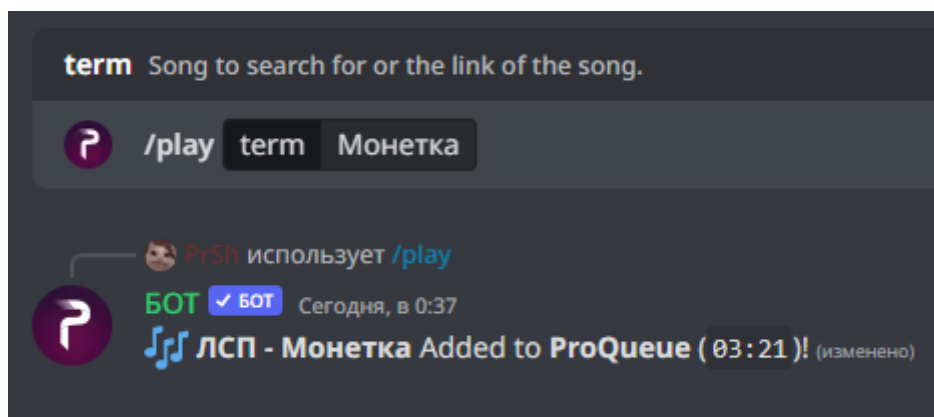 term Song to search for or the link of the song.
/play term Монетка
PrSh использует /play
БОТ ✓ БОТ Сегодня, в 0:37
ЛСП - Монетка Added to ProQueue ( 03:21 )! (изменено)